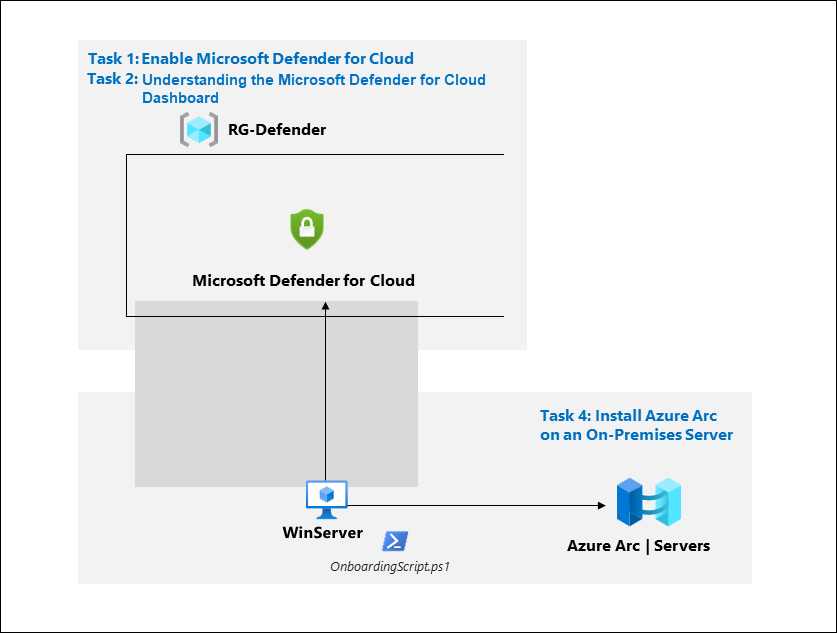 Task 1: Enable Microsoft Defender for Cloud
Task 2: Understanding the Microsoft Defender for Cloud
Dashboard
RG-Defender
Microsoft Defender for Cloud
Task 4: Install Azure Arc
on an On-Premises Server
WinServer
OnboardingScript.ps1
Azure Arc | Servers